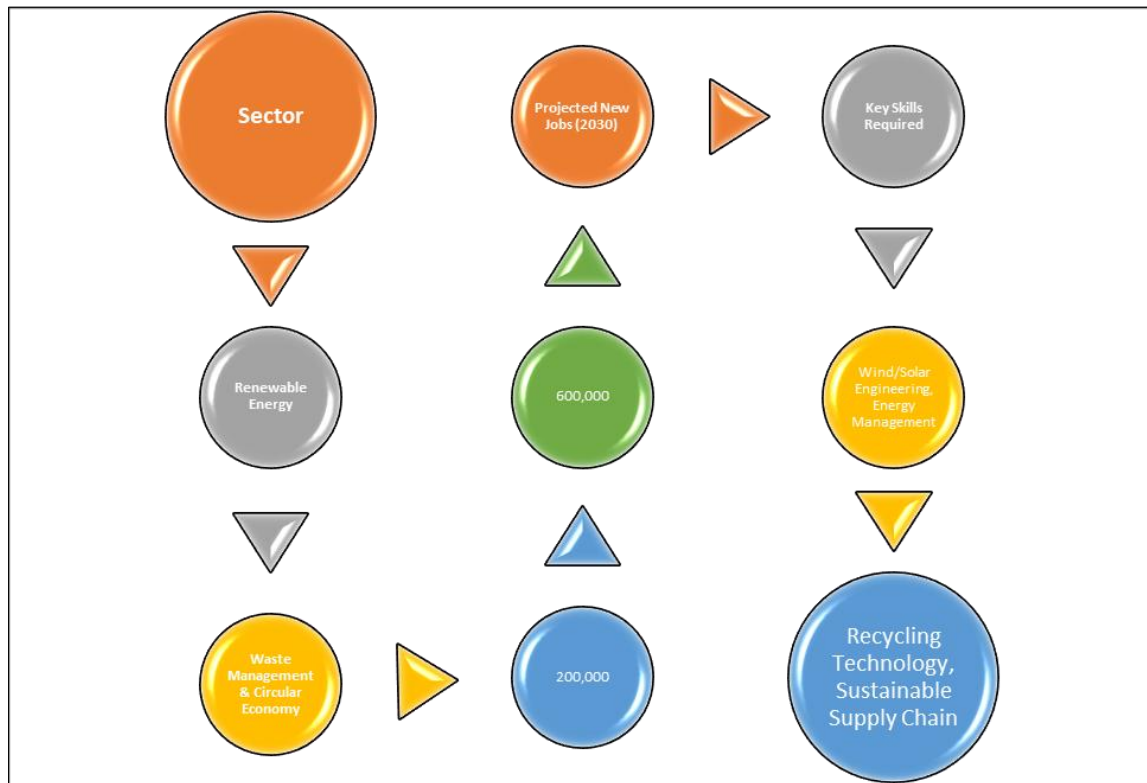 Sector
Projected New
Jobs (2030)
Key Skills
Required
Renewable
Energy
600,000
Wind/Solar
Engineering,
Energy
Management
Waste
Management
& Circular
Economy
200,000
Recycling
Technology,
Sustainable
Supply Chain